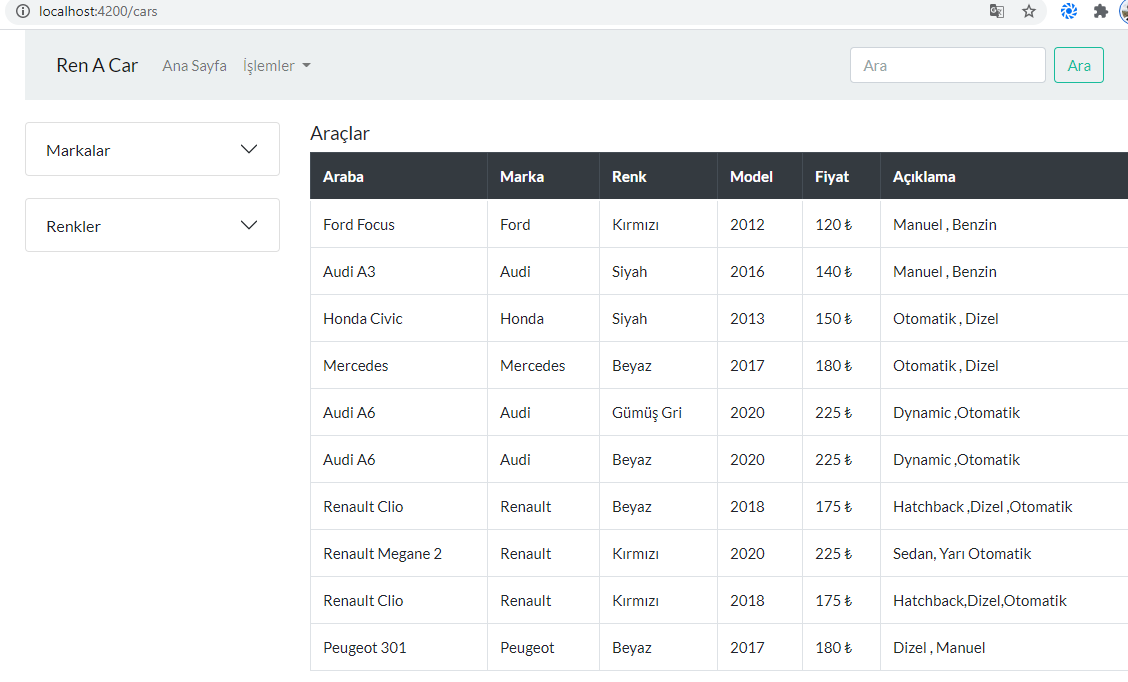 localhost:4200/cars
Ren A Car Ana Sayfa İşlemler Ara Ara
Markalar
Renkler
Araçlar
Araba Marka Renk Model Fiyat Açıklama
Ford Focus Ford Kırmızı 2012 120 ₺ Manuel , Benzin
Audi A3 Audi Siyah 2016 140 ₺ Manuel , Benzin
Honda Civic Honda Siyah 2013 150 ₺ Otomatik , Dizel
Mercedes Mercedes Beyaz 2017 180 ₺ Otomatik , Dizel
Audi A6 Audi Gümüş Gri 2020 225 ₺ Dynamic ,Otomatik
Audi A6 Audi Beyaz 2020 225 ₺ Dynamic ,Otomatik
Renault Clio Renault Beyaz 2018 175 ₺ Hatchback ,Dizel ,Otomatik
Renault Megane 2 Renault Kırmızı 2020 225 ₺ Sedan, Yarı Otomatik
Renault Clio Renault Kırmızı 2018 175 ₺ Hatchback,Dizel,Otomatik
Peugeot 301 Peugeot Beyaz 2017 180 ₺ Dizel , Manuel